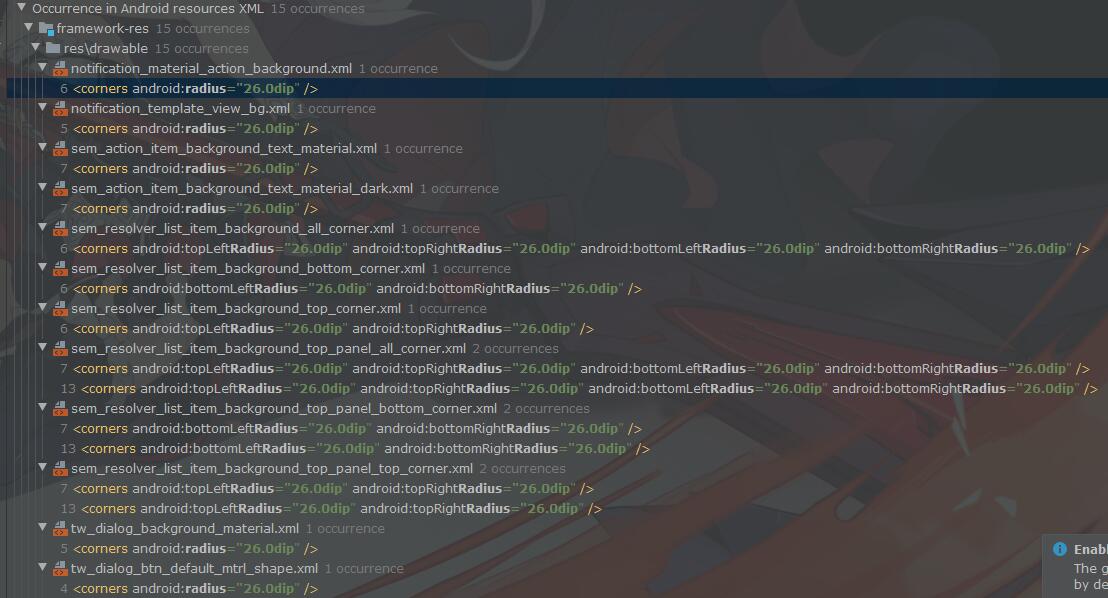 Occurrence in Android resources XML 15 occurrences
framework-res 15 occurrences
res\drawable 15 occurrences
notification_material_action_background.xml 1 occurrence
6 <corners android:radius="26.0dip" />
notification_template_view_bg.xml 1 occurrence
5 <corners android:radius="26.0dip" />
sem_action_item_background_text_material.xml 1 occurrence
7 <corners android:radius="26.0dip" />
sem_action_item_background_text_material_dark.xml 1 occurrence
7 <corners android:radius="26.0dip" />
sem_resolver_list_item_background_all_corner.xml 1 occurrence
6 <corners android:topLeftRadius="26.0dip" android:topRightRadius="26.0dip" android:bottomLeftRadius="26.0dip" android:bottomRightRadius="26.0dip" />
sem_resolver_list_item_background_bottom_corner.xml 1 occurrence
6 <corners android:bottomLeftRadius="26.0dip" android:bottomRightRadius="26.0dip" />
sem_resolver_list_item_background_top_corner.xml 1 occurrence
6 <corners android:topLeftRadius="26.0dip" android:topRightRadius="26.0dip" />
sem_resolver_list_item_background_top_panel_all_corner.xml 2 occurrences
7 <corners android:topLeftRadius="26.0dip" android:topRightRadius="26.0dip" android:bottomLeftRadius="26.0dip" android:bottomRightRadius="26.0dip" />
13 <corners android:topLeftRadius="26.0dip" android:topRightRadius="26.0dip" android:bottomLeftRadius="26.0dip" android:bottomRightRadius="26.0dip" />
sem_resolver_list_item_background_top_panel_bottom_corner.xml 2 occurrences
7 <corners android:bottomLeftRadius="26.0dip" android:bottomRightRadius="26.0dip" />
13 <corners android:bottomLeftRadius="26.0dip" android:bottomRightRadius="26.0dip" />
sem_resolver_list_item_background_top_panel_top_corner.xml 2 occurrences
7 <corners android:topLeftRadius="26.0dip" android:topRightRadius="26.0dip" />
13 <corners android:topLeftRadius="26.0dip" android:topRightRadius="26.0dip" />
tw_dialog_background_material.xml 1 occurrence
5 <corners android:radius="26.0dip" />
tw_dialog_btn_default_mtrl_shape.xml 1 occurrence
4 <corners android:radius="26.0dip" />
Enabl
The g
by de